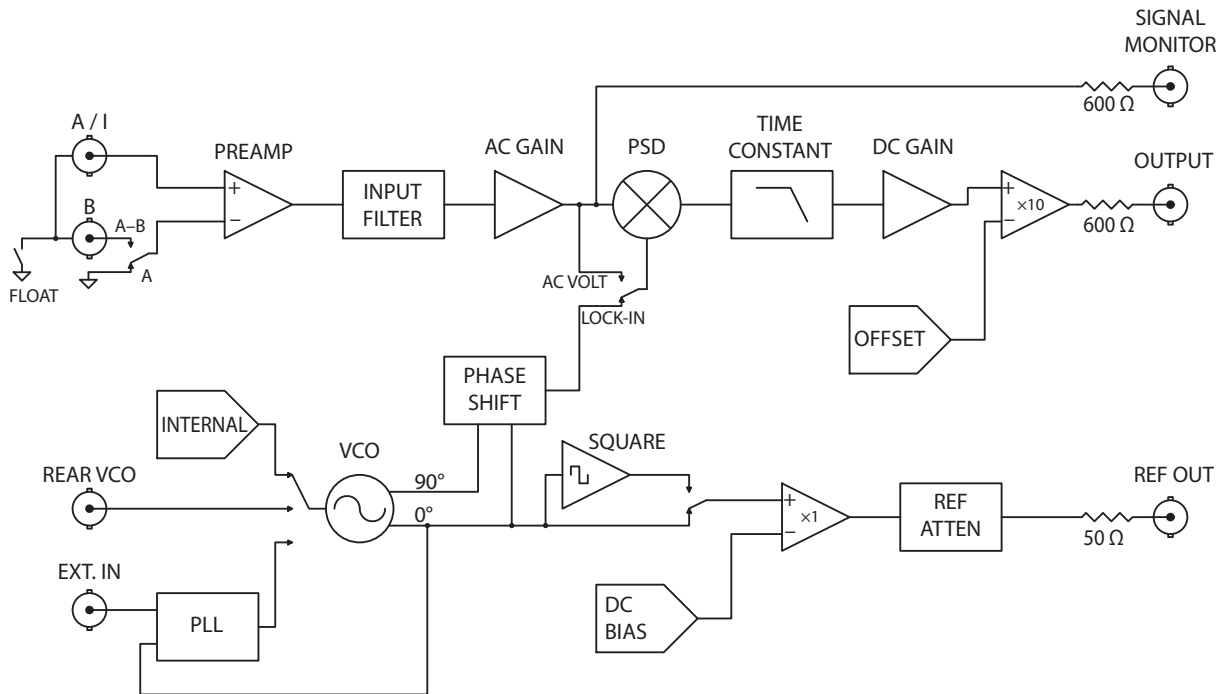 SIGNAL
MONITOR
600 Ω
A / I
PREAMP
+
−
INPUT
FILTER
AC GAIN
PSD
TIME
CONSTANT
DC GAIN
+
−
×10
OUTPUT
600 Ω
B
A–B
A
FLOAT
AC VOLT
LOCK-IN
OFFSET
PHASE
SHIFT
INTERNAL
VCO
90°
0°
SQUARE
REAR VCO
EXT. IN
PLL
+
−
×1
DC
BIAS
REF
ATTEN
50 Ω
REF OUT